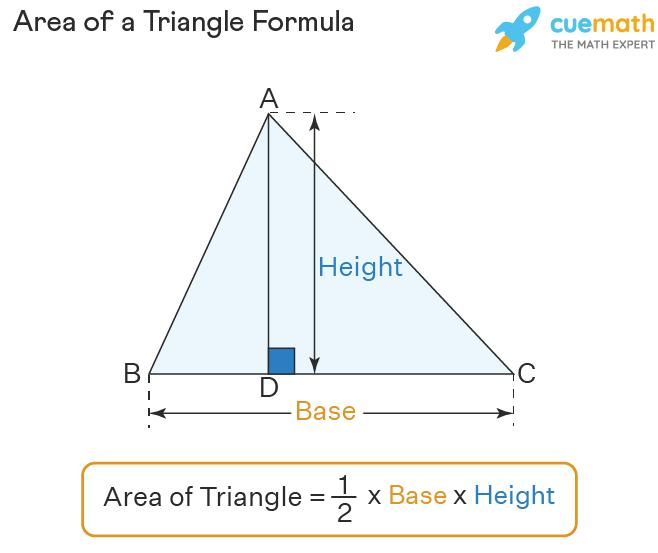 Area of a Triangle Formula
cuemath
THE MATH EXPERT
A
Height
B
D
C
Base
Area of Triangle = 1/2 x Base x Height